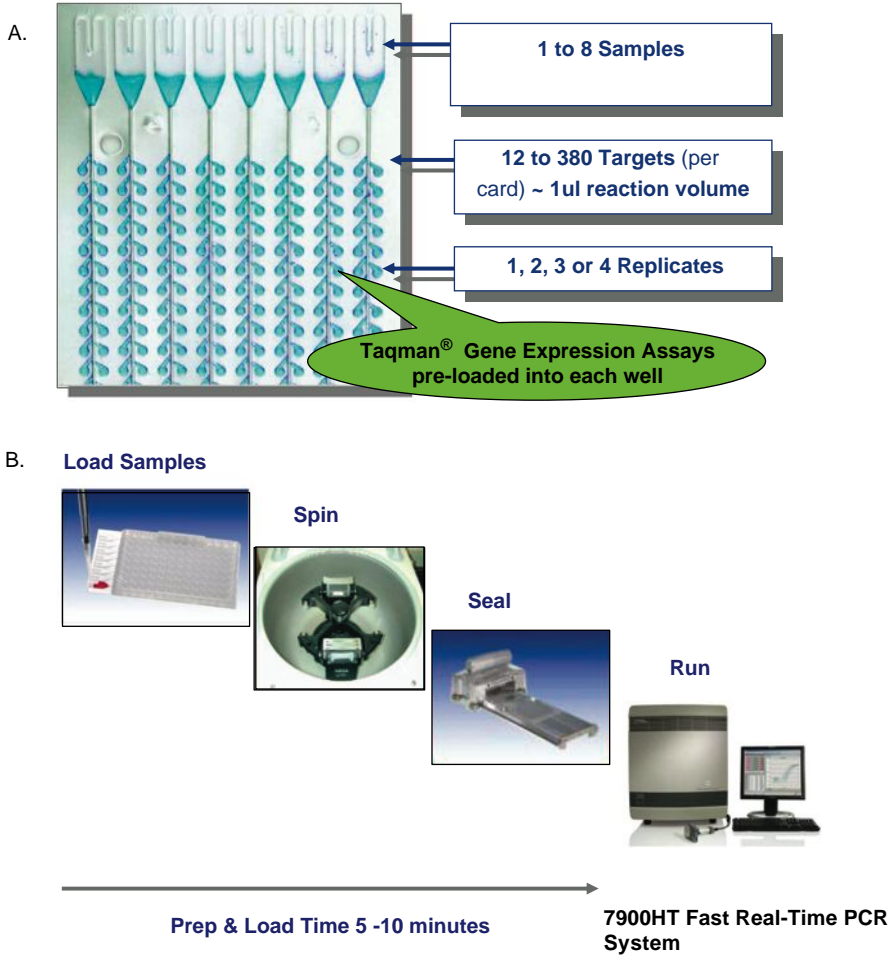 A.
1 to 8 Samples
12 to 380 Targets (per
card) ~ 1ul reaction volume
1, 2, 3 or 4 Replicates
Taqman® Gene Expression Assays
pre-loaded into each well
B.
Load Samples
Spin
Seal
Run
Prep & Load Time 5 -10 minutes
7900HT Fast Real-Time PCR
System